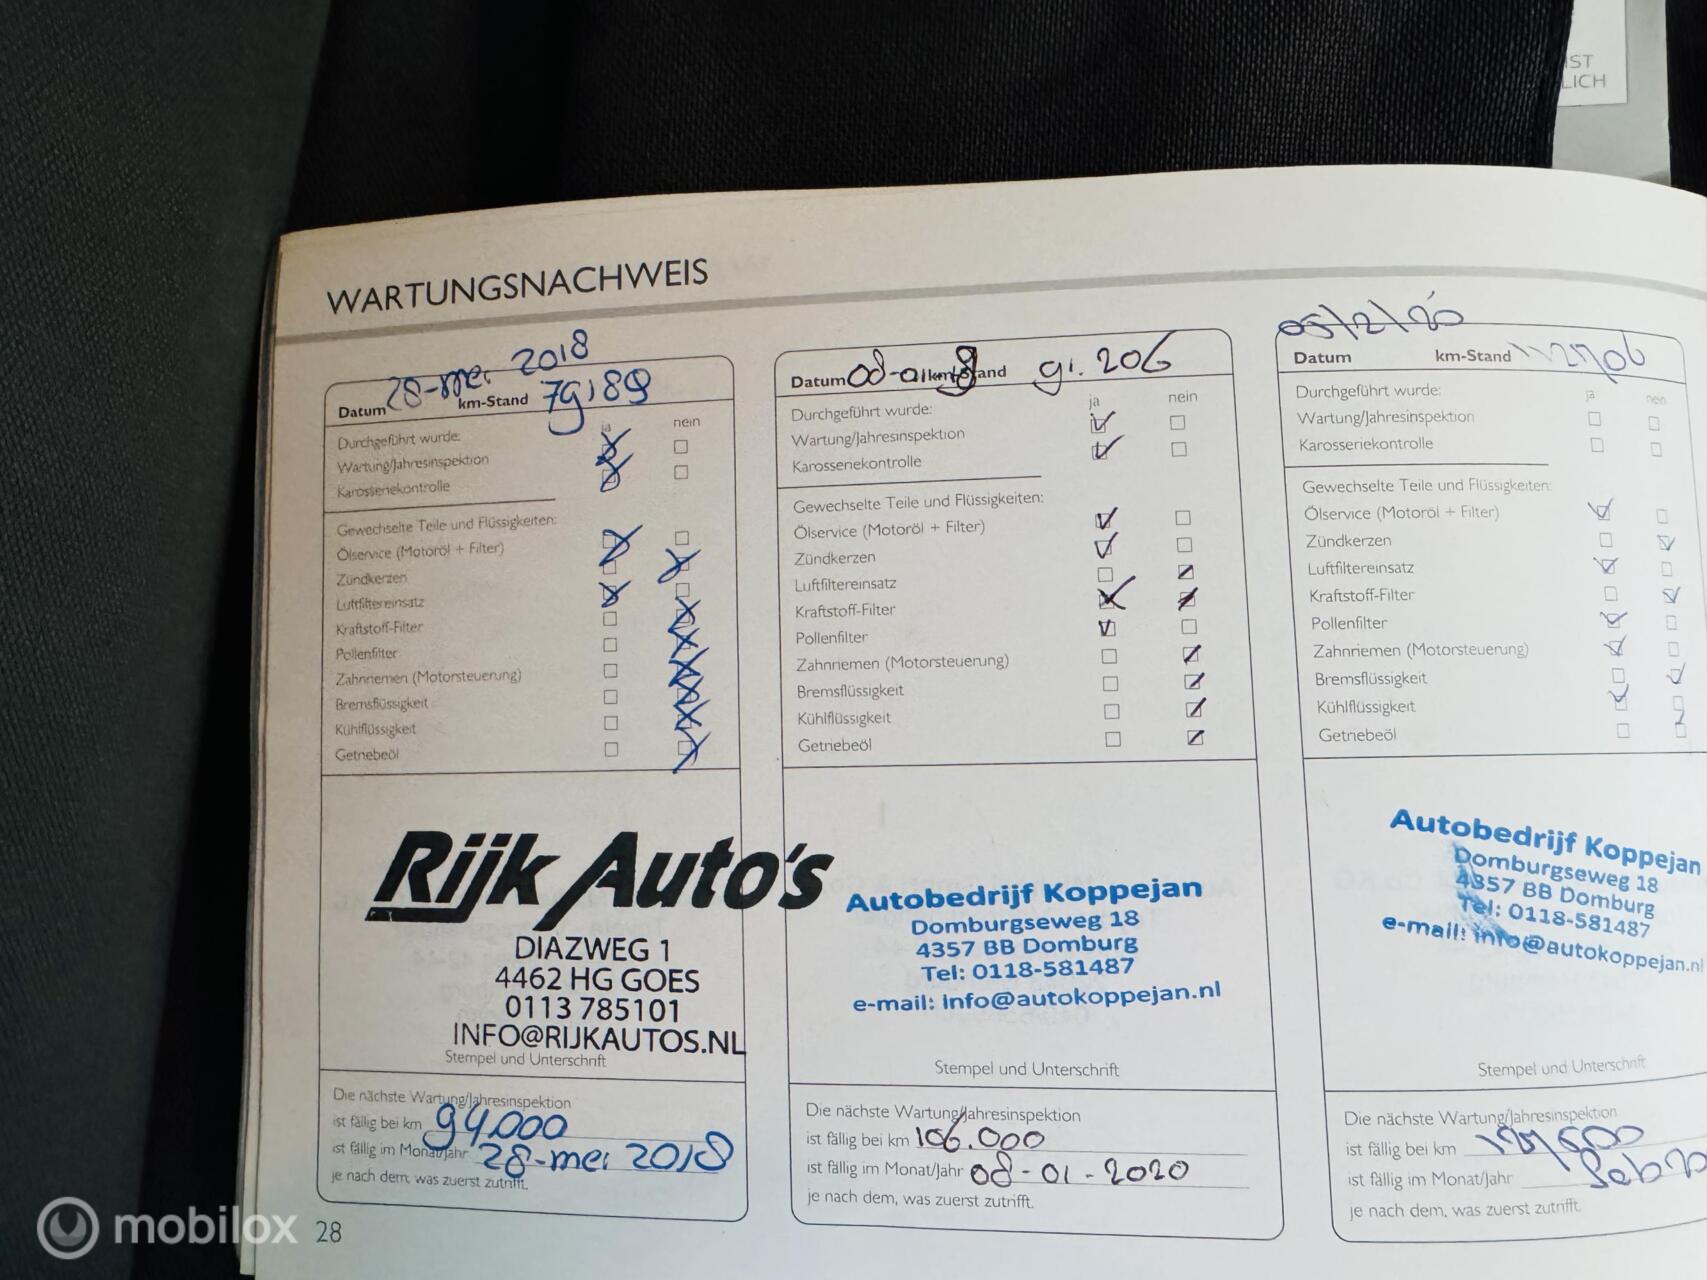 IST
LICH
WARTUNGSNACHWEIS
28-mei 2018
Datum km-Stand 79189
ja nein
Durchgeführt wurde:
Wartung/Jahresinspektion
Karosseriekontrolle
Gewechselte Teile und Flüssigkeiten:
Ölservice (Motoröl + Filter)
Zündkerzen
Luftfiltereinsatz
Kraftstoff-Filter
Pollenfilter
Zahnriemen (Motorsteuerung)
Bremsflüssigkeit
Kühlflüssigkeit
Getriebeöl
Rijk Auto's
DIAZWEG 1
4462 HG GOES
0113 785101
INFO@RIJKAUTOS.NL
Stempel und Unterschrift
Die nächste Wartung/Jahresinspektion
ist fällig bei km 94.000
ist fällig im Monat/Jahr 28-mei 2018
je nach dem, was zuerst zutrifft.
28
Datum km-Stand 91.206
ja nein
Durchgeführt wurde:
Wartung/Jahresinspektion
Karosseriekontrolle
Gewechselte Teile und Flüssigkeiten:
Ölservice (Motoröl + Filter)
Zündkerzen
Luftfiltereinsatz
Kraftstoff-Filter
Pollenfilter
Zahnriemen (Motorsteuerung)
Bremsflüssigkeit
Kühlflüssigkeit
Getriebeöl
Autobedrijf Koppejan
Domburgseweg 18
4357 BB Domburg
Tel: 0118-581487
e-mail: info@autokoppejan.nl
Stempel und Unterschrift
Die nächste Wartung/Jahresinspektion
ist fällig bei km 106.000
ist fällig im Monat/Jahr 08-01-2020
je nach dem, was zuerst zutrifft.
05/2/20
Datum km-Stand
ja nein
Durchgeführt wurde:
Wartung/Jahresinspektion
Karosseriekontrolle
Gewechselte Teile und Flüssigkeiten:
Ölservice (Motoröl + Filter)
Zündkerzen
Luftfiltereinsatz
Kraftstoff-Filter
Pollenfilter
Zahnriemen (Motorsteuerung)
Bremsflüssigkeit
Kühlflüssigkeit
Getriebeöl
Autobedrijf Koppejan
Domburgseweg 18
4357 BB Domburg
Tel: 0118-581487
e-mail: info@autokoppejan.nl
Stempel und Unterschrift
Die nächste Wartung/Jahresinspektion
ist fällig bei km
ist fällig im Monat/Jahr
je nach dem, was zuerst zutrifft.
mobilox